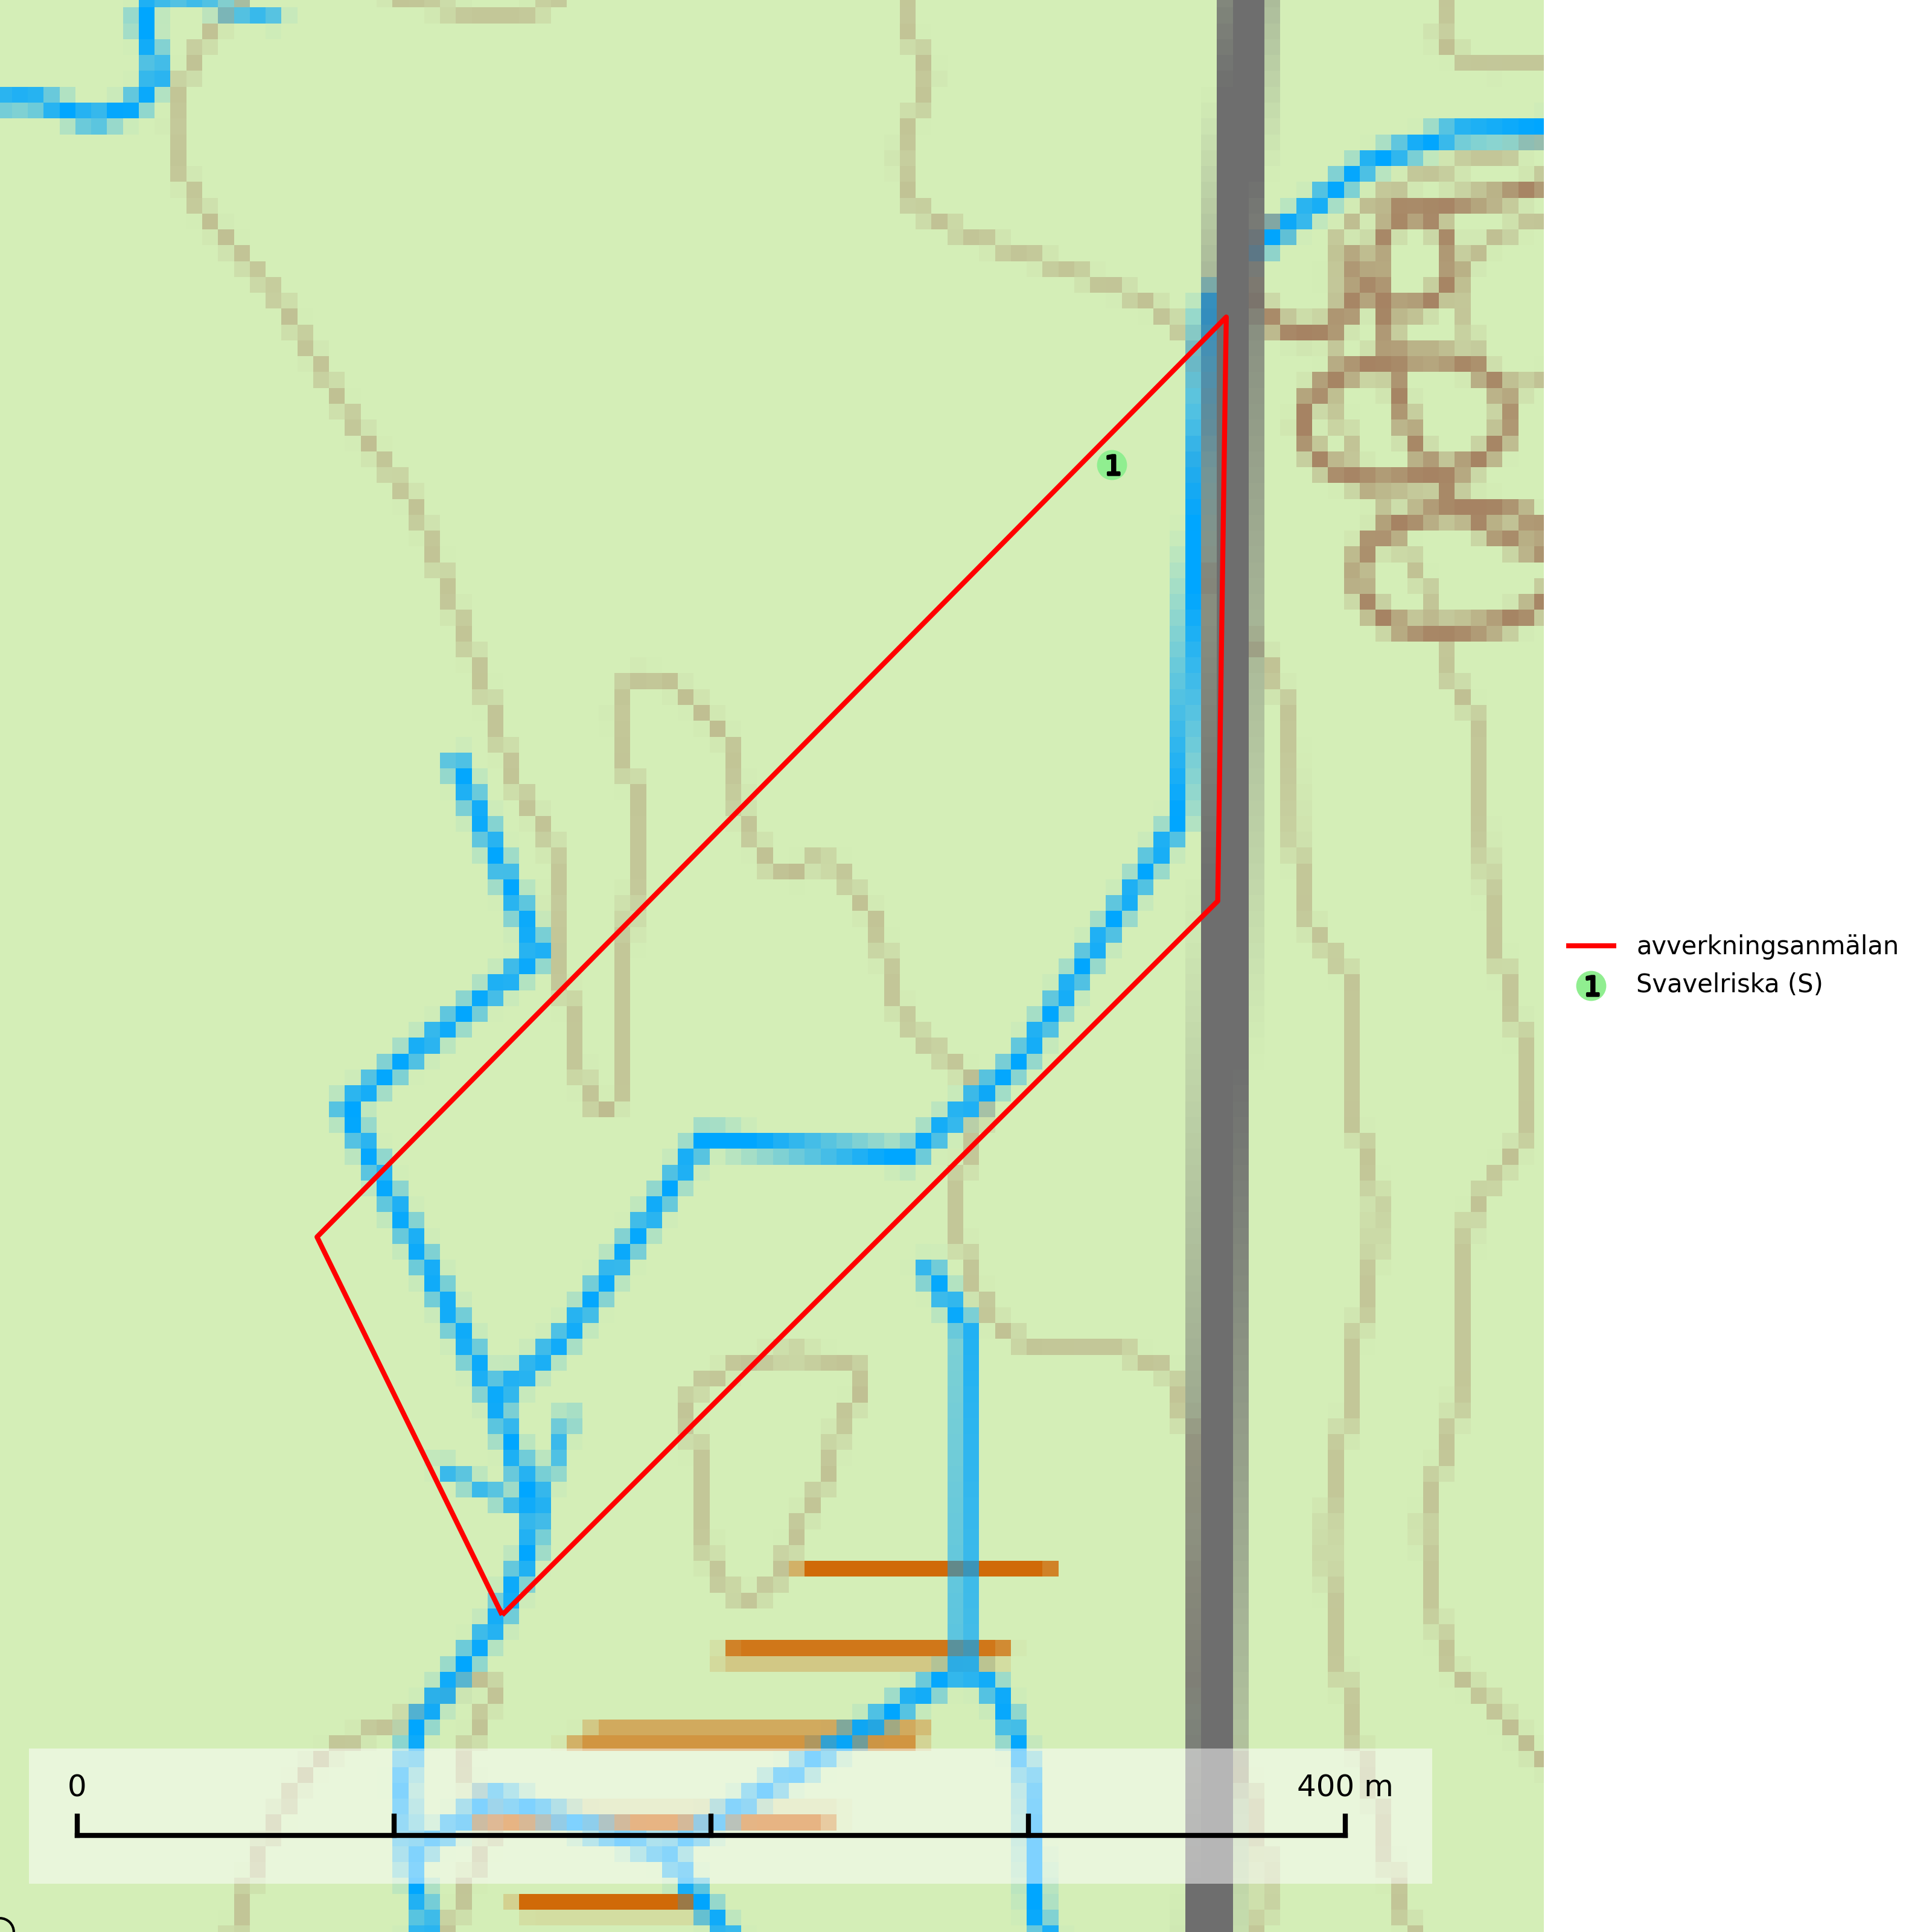 1
avverkningsanmälan
1 Svavelriska (S)
0 400 m